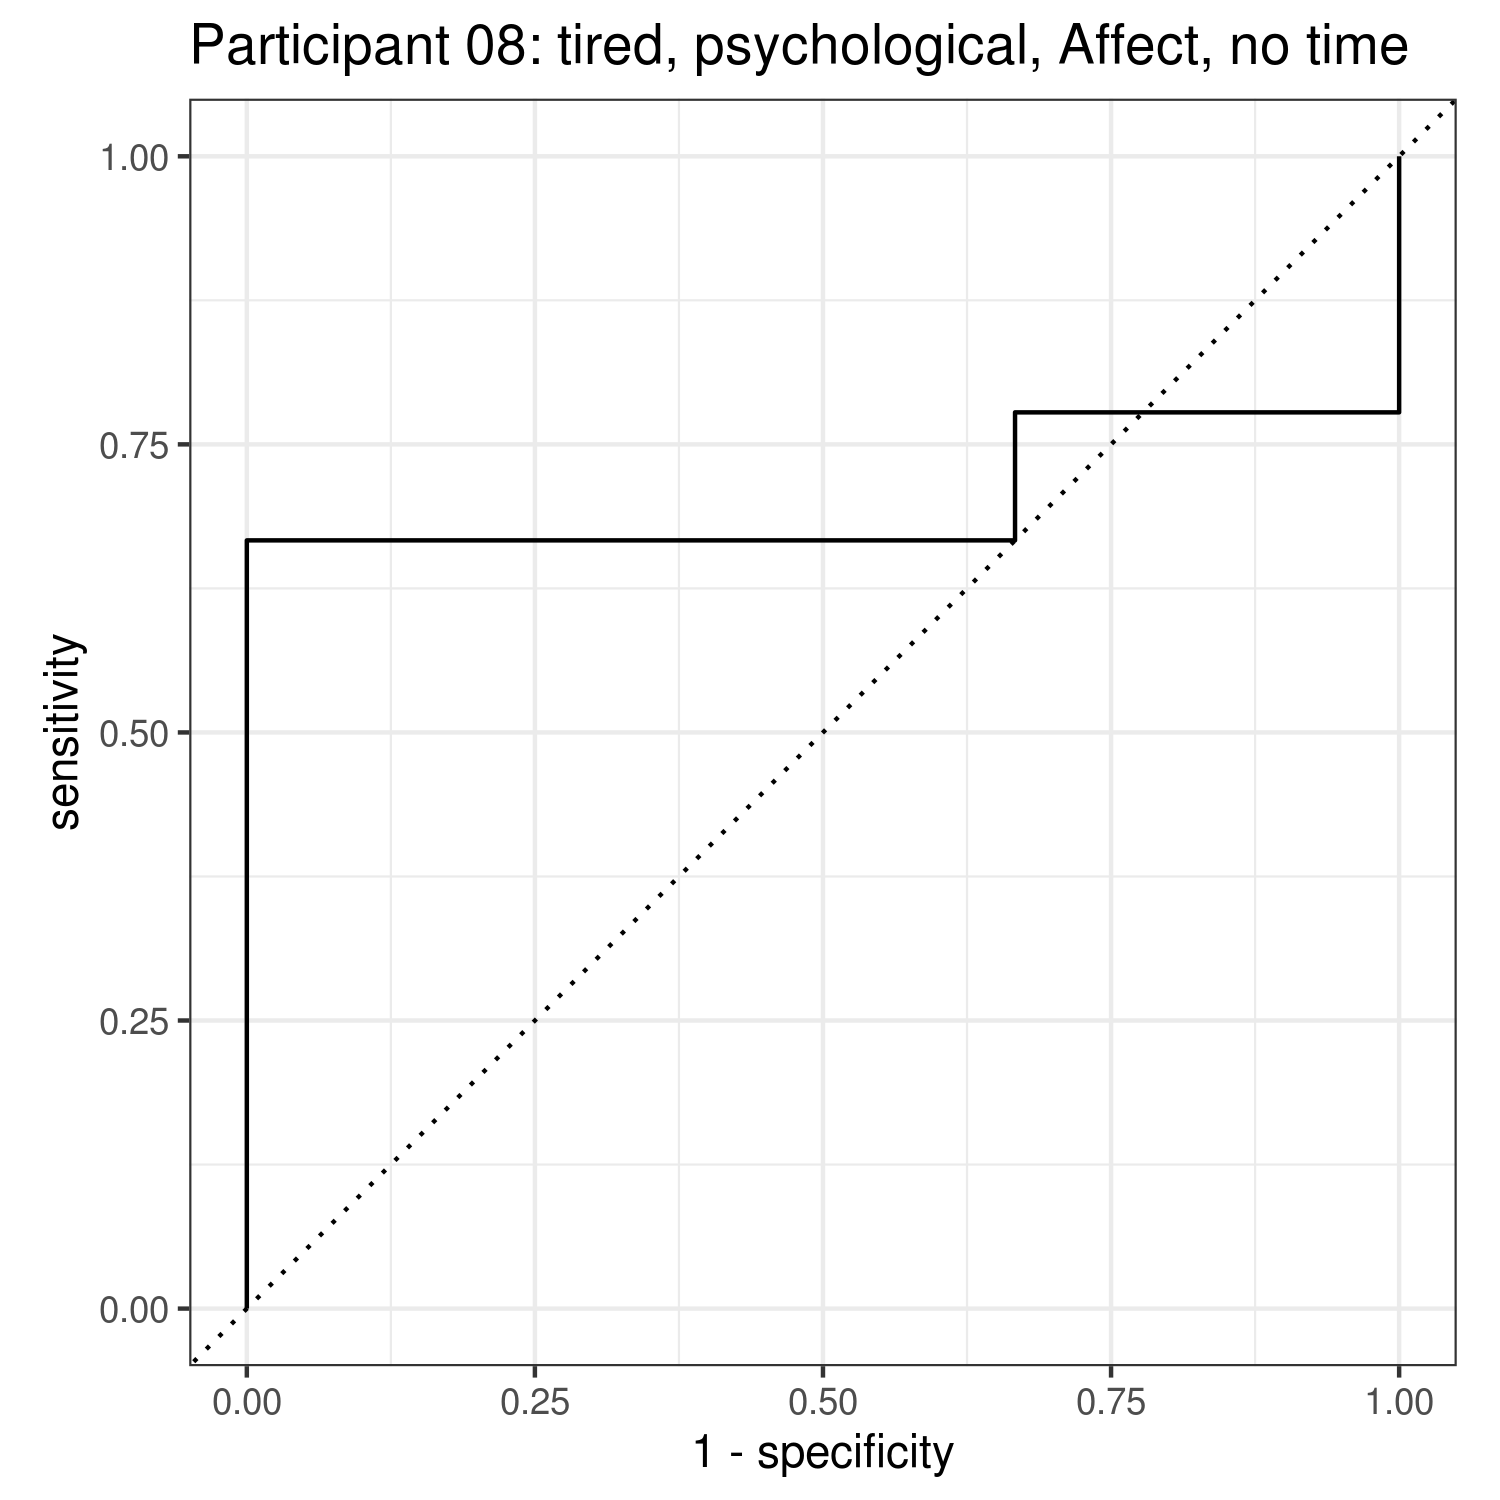 Participant 08: tired, psychological, Affect, no time
1.00
0.75
0.50
0.25
0.00
sensitivity
0.00 0.25 0.50 0.75 1.00
1 - specificity